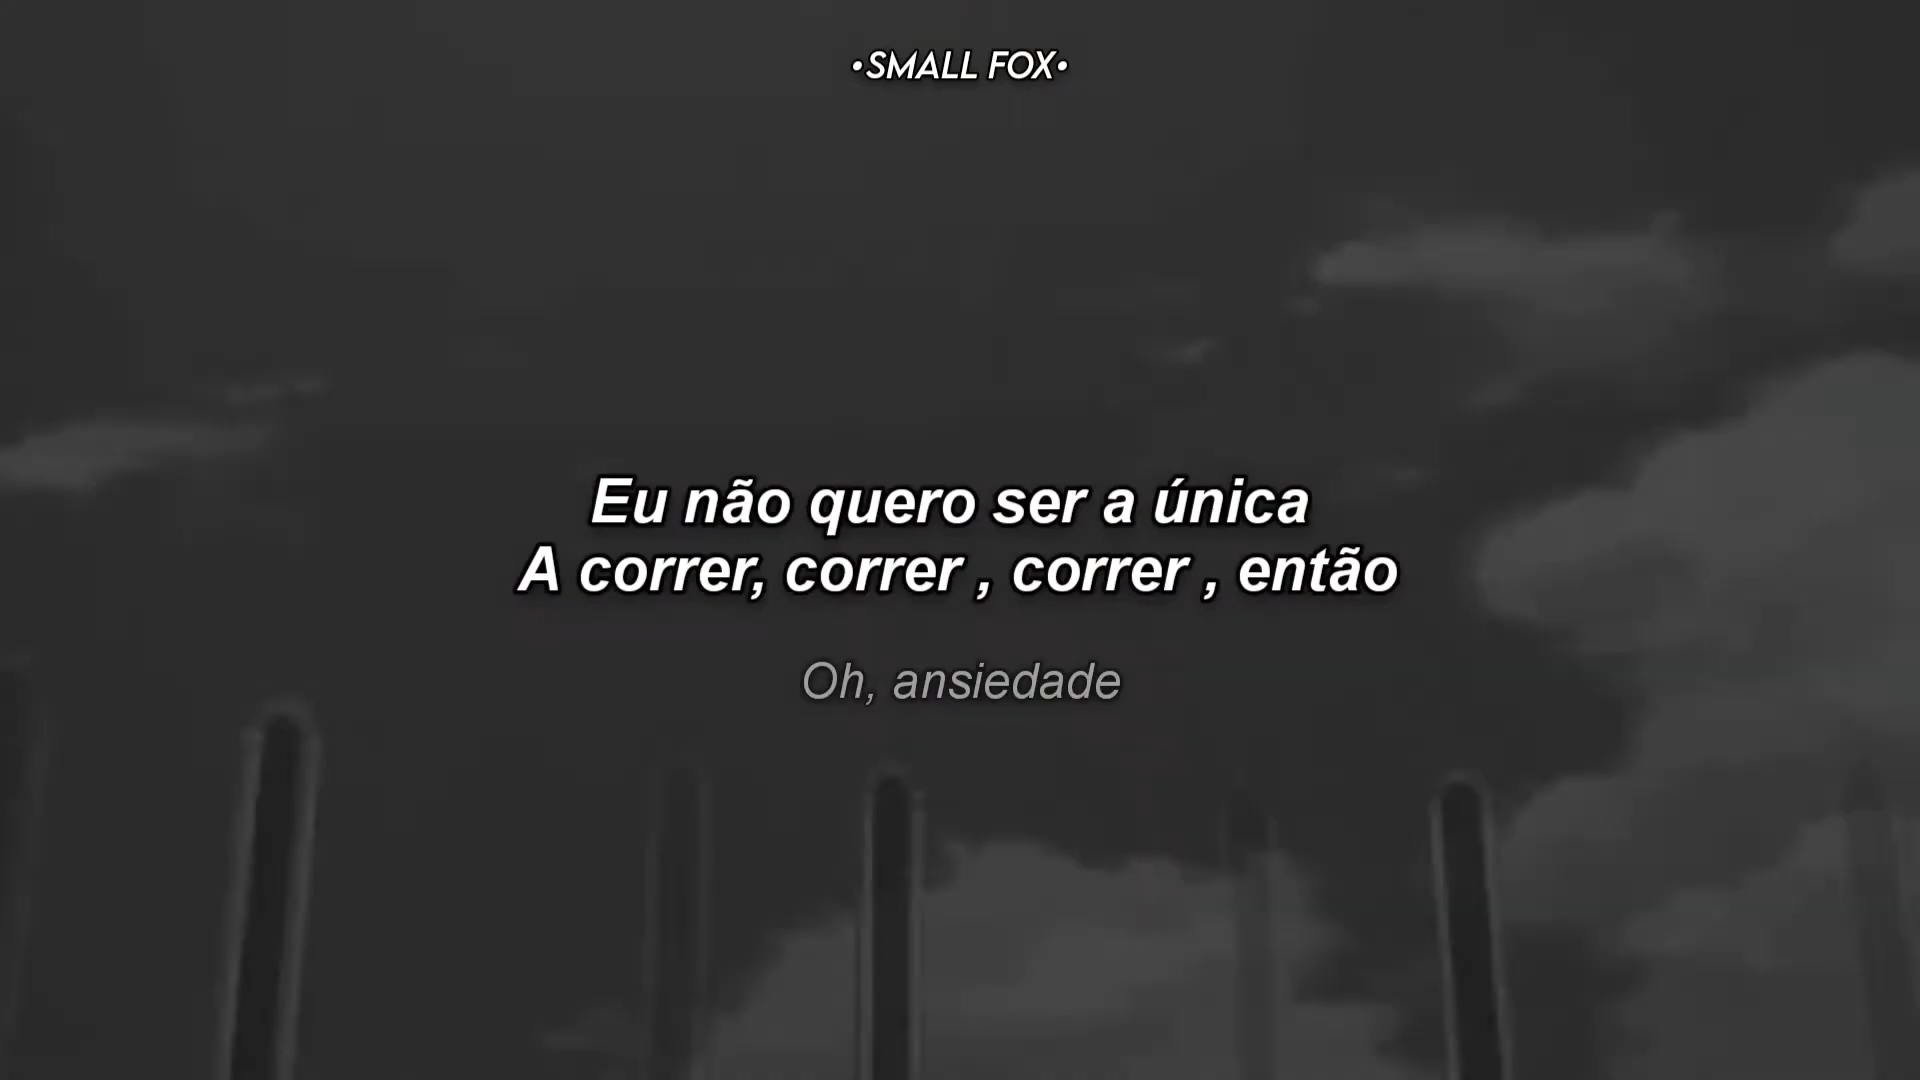 •SMALL FOX•
Eu não quero ser a única
A correr, correr , correr , então
Oh, ansiedade